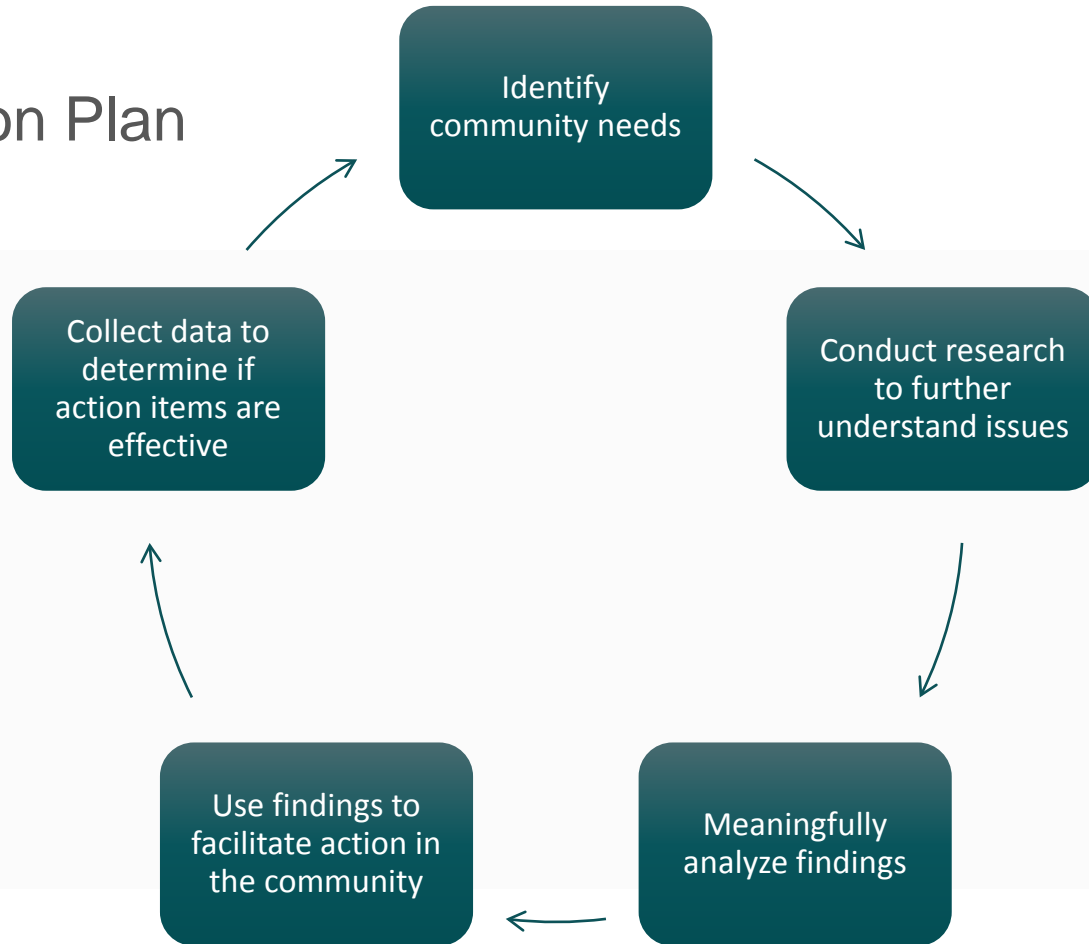 on Plan
Identify
community needs
Conduct research
to further
understand issues
Meaningfully
analyze findings
Use findings to
facilitate action in
the community
Collect data to
determine if
action items are
effective